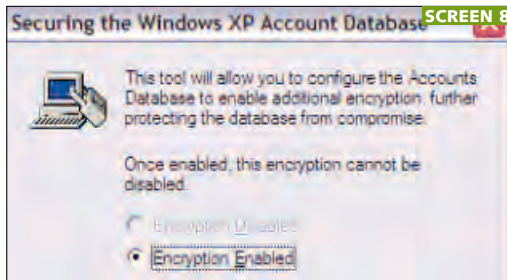 Securing the Windows XP Account Database
SCREEN 8
This tool will allow you to configure the Accounts
Database to enable additional encryption, further
protecting the database from compromise.
Once enabled, this encryption cannot be
disabled.
Encryption Disabled
Encryption Enabled